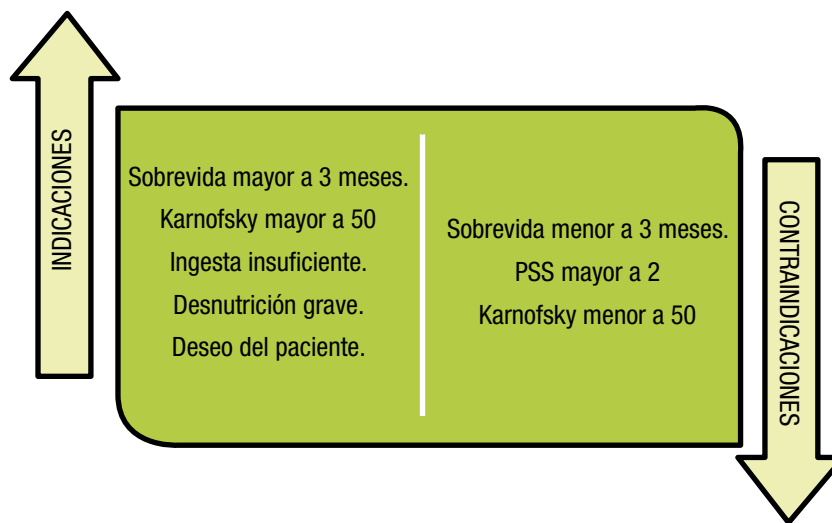 INDICACIONES
Sobrevida mayor a 3 meses.
Karnofsky mayor a 50
Ingesta insuficiente.
Desnutrición grave.
Deseo del paciente.
Sobrevida menor a 3 meses.
PSS mayor a 2
Karnofsky menor a 50
CONTRAINDICACIONES